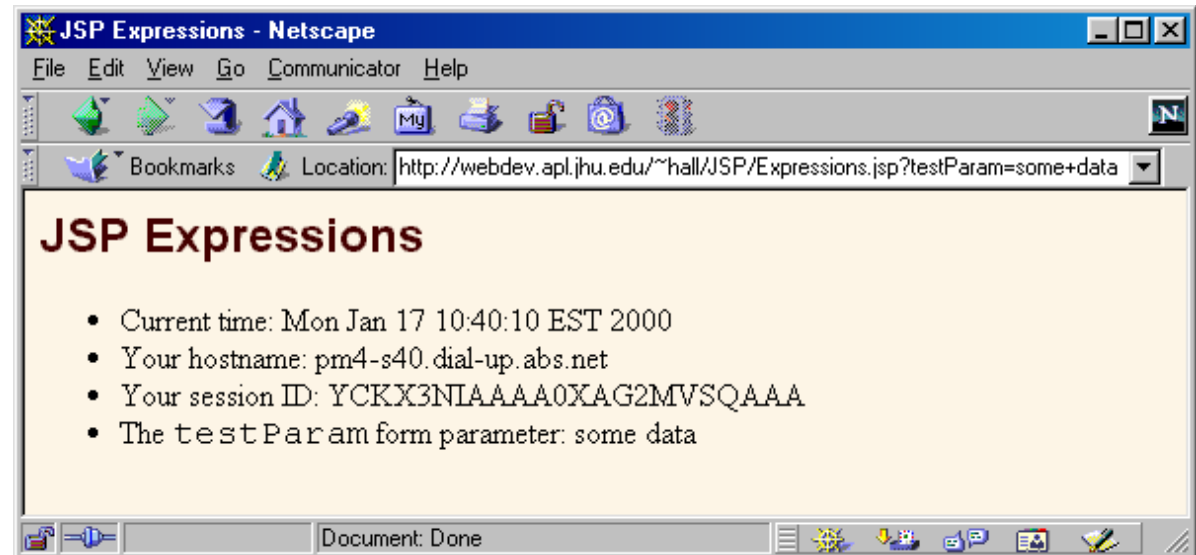 JSP Expressions - Netscape
File Edit View Go Communicator Help
My
N
Bookmarks Location: http://webdev.apl.jhu.edu/~hall/JSP/Expressions.jsp?testParam=some+data
JSP Expressions
• Current time: Mon Jan 17 10:40:10 EST 2000
• Your hostname: pm4-s40.dial-up.abs.net
• Your session ID: YCKX3NIAAAA0XAG2MVSQAAA
• The testParam form parameter: some data
Document: Done